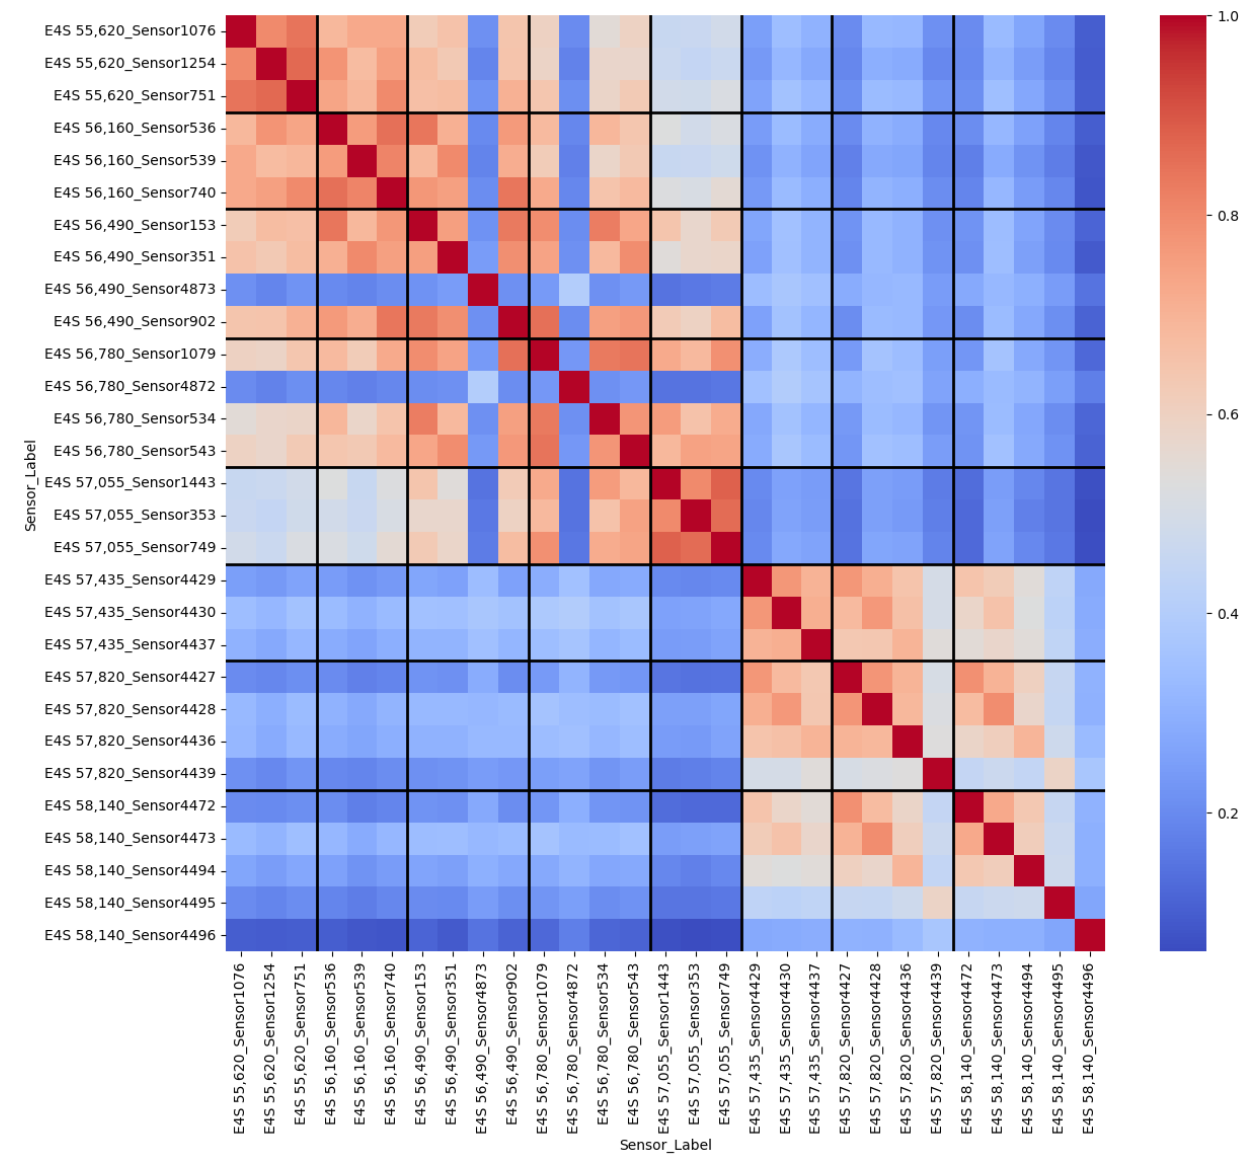 E4S 55,620_Sensor1076
E4S 55,620_Sensor1254
E4S 55,620_Sensor751
E4S 56,160_Sensor536
E4S 56,160_Sensor539
E4S 56,160_Sensor740
E4S 56,490_Sensor153
E4S 56,490_Sensor351
E4S 56,490_Sensor4873
E4S 56,490_Sensor902
E4S 56,780_Sensor1079
E4S 56,780_Sensor4872
E4S 56,780_Sensor534
E4S 56,780_Sensor543
E4S 57,055_Sensor1443
E4S 57,055_Sensor353
E4S 57,055_Sensor749
E4S 57,435_Sensor4429
E4S 57,435_Sensor4430
E4S 57,435_Sensor4437
E4S 57,820_Sensor4427
E4S 57,820_Sensor4428
E4S 57,820_Sensor4436
E4S 57,820_Sensor4439
E4S 58,140_Sensor4472
E4S 58,140_Sensor4473
E4S 58,140_Sensor4494
E4S 58,140_Sensor4495
E4S 58,140_Sensor4496
Sensor_Label
E4S 55,620_Sensor1076
E4S 55,620_Sensor1254
E4S 55,620_Sensor751
E4S 56,160_Sensor536
E4S 56,160_Sensor539
E4S 56,160_Sensor740
E4S 56,490_Sensor153
E4S 56,490_Sensor351
E4S 56,490_Sensor4873
E4S 56,490_Sensor902
E4S 56,780_Sensor1079
E4S 56,780_Sensor4872
E4S 56,780_Sensor534
E4S 56,780_Sensor543
E4S 57,055_Sensor1443
E4S 57,055_Sensor353
E4S 57,055_Sensor749
E4S 57,435_Sensor4429
E4S 57,435_Sensor4430
E4S 57,435_Sensor4437
E4S 57,820_Sensor4427
E4S 57,820_Sensor4428
E4S 57,820_Sensor4436
E4S 57,820_Sensor4439
E4S 58,140_Sensor4472
E4S 58,140_Sensor4473
E4S 58,140_Sensor4494
E4S 58,140_Sensor4495
E4S 58,140_Sensor4496
Sensor_Label
1.0
0.8
0.6
0.4
0.2